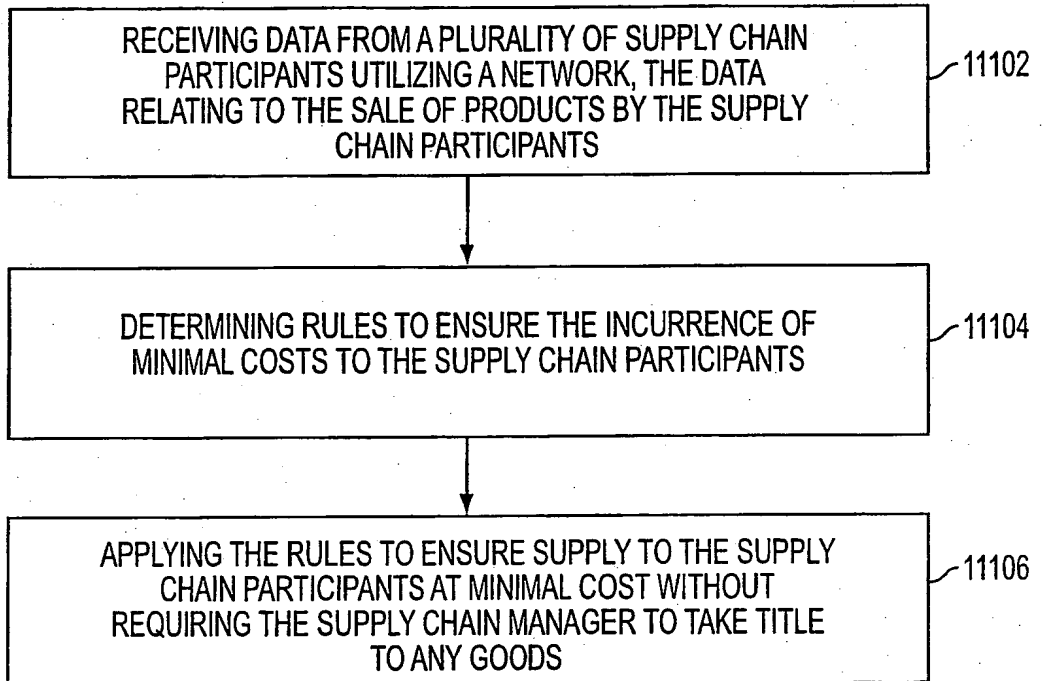 RECEIVING DATA FROM A PLURALITY OF SUPPLY CHAIN
PARTICIPANTS UTILIZING A NETWORK, THE DATA
RELATING TO THE SALE OF PRODUCTS BY THE SUPPLY
CHAIN PARTICIPANTS
11102
DETERMINING RULES TO ENSURE THE INCURRENCE OF
MINIMAL COSTS TO THE SUPPLY CHAIN PARTICIPANTS
11104
APPLYING THE RULES TO ENSURE SUPPLY TO THE SUPPLY
CHAIN PARTICIPANTS AT MINIMAL COST WITHOUT
REQUIRING THE SUPPLY CHAIN MANAGER TO TAKE TITLE
TO ANY GOODS
11106